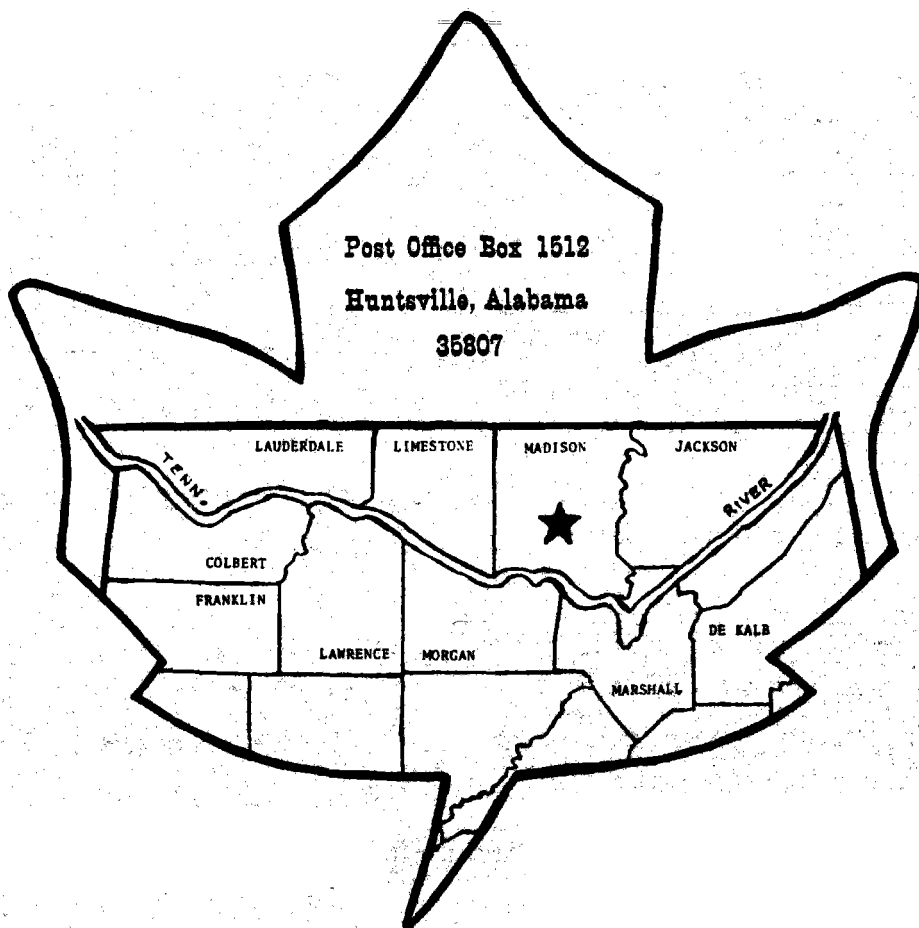 Post Office Box 1512
Huntsville, Alabama
35807
LAUDERDALE
LIMESTONE
MADISON
JACKSON
TENN.
RIVER
COLBERT
FRANKLIN
LAWRENCE
MORGAN
DE KALB
MARSHALL